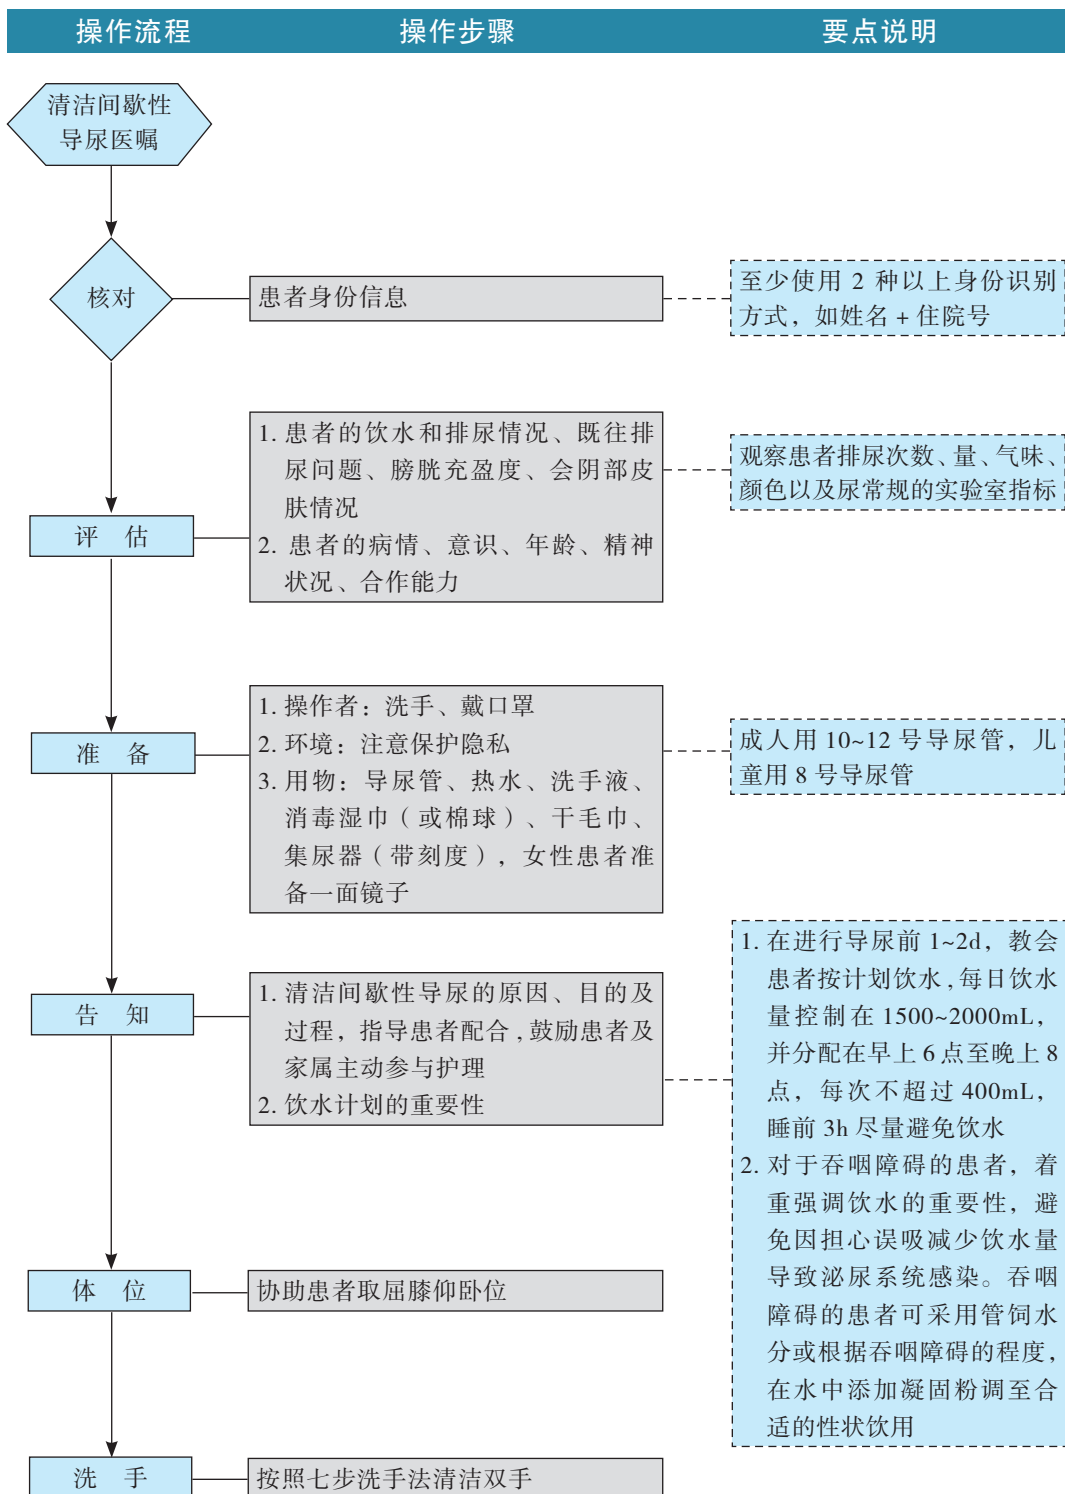 操作流程 操作步骤 要点说明
清洁间歇性
导尿医嘱
核对
患者身份信息
至少使用 2 种以上身份识别
方式，如姓名 + 住院号
评 估
1. 患者的饮水和排尿情况、既往排
尿问题、膀胱充盈度、会阴部皮
肤情况
2. 患者的病情、意识、年龄、精神
状况、合作能力
观察患者排尿次数、量、气味、
颜色以及尿常规的实验室指标
准 备
1. 操作者：洗手、戴口罩
2. 环境：注意保护隐私
3. 用物：导尿管、热水、洗手液、
消毒湿巾（或棉球）、干毛巾、
集尿器（带刻度），女性患者准
备一面镜子
成人用 10~12 号导尿管，儿
童用 8 号导尿管
告 知
1. 清洁间歇性导尿的原因、目的及
过程，指导患者配合，鼓励患者及
家属主动参与护理
2. 饮水计划的重要性
1. 在进行导尿前 1~2d，教会
患者按计划饮水，每日饮水
量控制在 1500~2000mL，
并分配在早上 6 点至晚上 8
点，每次不超过 400mL，
睡前 3h 尽量避免饮水
2. 对于吞咽障碍的患者，着
重强调饮水的重要性，避
免因担心误吸减少饮水量
导致泌尿系统感染。吞咽
障碍的患者可采用管饲水
分或根据吞咽障碍的程度，
在水中添加凝固粉调至合
适的性状饮用
体 位
协助患者取屈膝仰卧位
洗 手
按照七步洗手法清洁双手